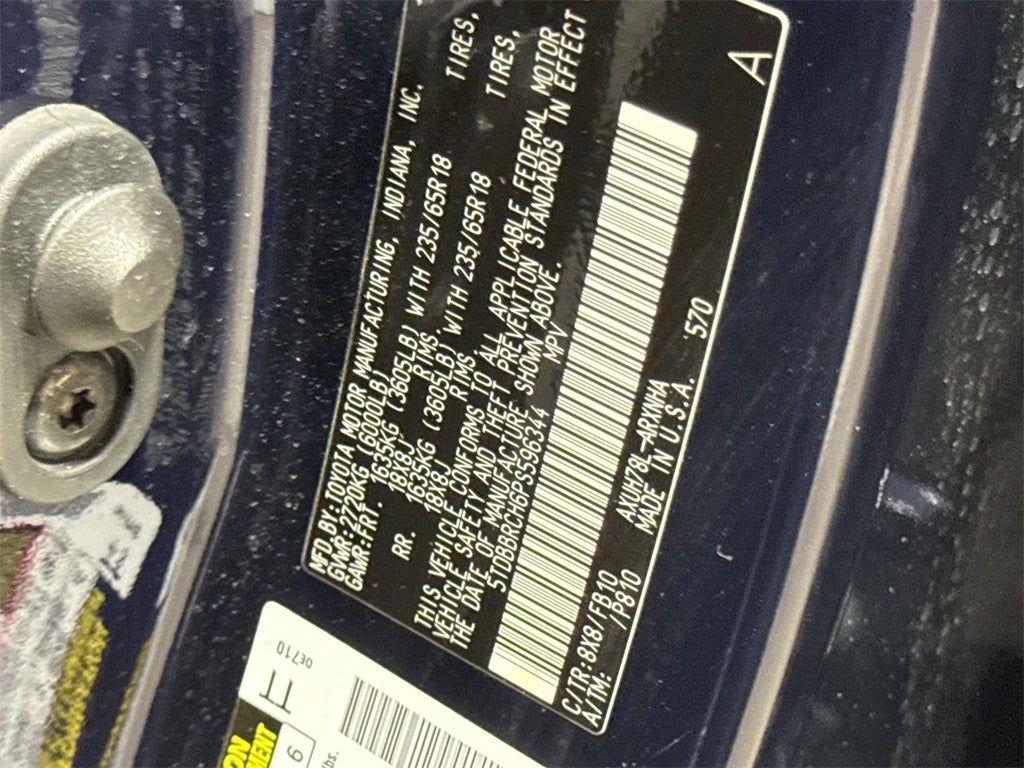 MFD. BY: TOYOTA MOTOR MANUFACTURING, INDIANA, INC.
GVWR: 2720KG (6000LB)
GAWR: FRT. 1635KG (3605LB) WITH 235/65R18 TIRES,
18X8J RIMS
RR. 1635KG (3605LB) WITH 235/65R18 TIRES,
18X8J RIMS.
THIS VEHICLE CONFORMS TO ALL APPLICABLE FEDERAL MOTOR
VEHICLE SAFETY AND THEFT PREVENTION STANDARDS IN EFFECT
THE DATE OF MANUFACTURE SHOWN ABOVE.
5TDBBRCH6PS596344 MPV
C/TR: 8X8/FB10 AXUH78L-ARXNHA 570
A/TM: /P810 MADE IN U.S.A.
A
0E710
6
lbs.